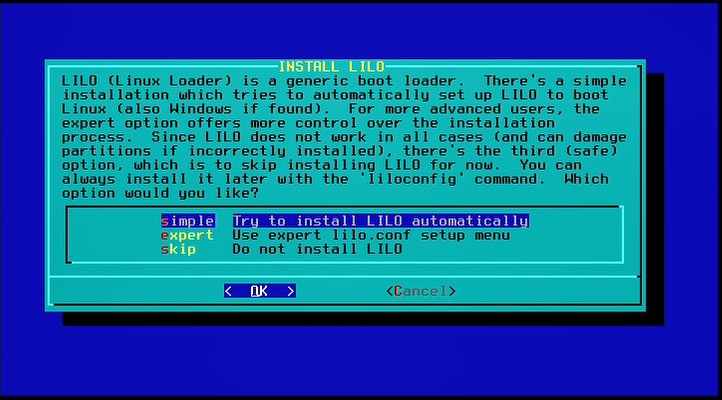 INSTALL LILO
LILO (Linux Loader) is a generic boot loader.  There's a simple
installation which tries to automatically set up LILO to boot
Linux (also Windows if found).  For more advanced users, the
expert option offers more control over the installation
process.  Since LILO does not work in all cases (and can damage
partitions if incorrectly installed), there's the third (safe)
option, which is to skip installing LILO for now.  You can
always install it later with the 'liloconfig' command.  Which
option would you like?
simple  Try to install LILO automatically
expert  Use expert lilo.conf setup menu
skip    Do not install LILO
<  OK  >  <Cancel>